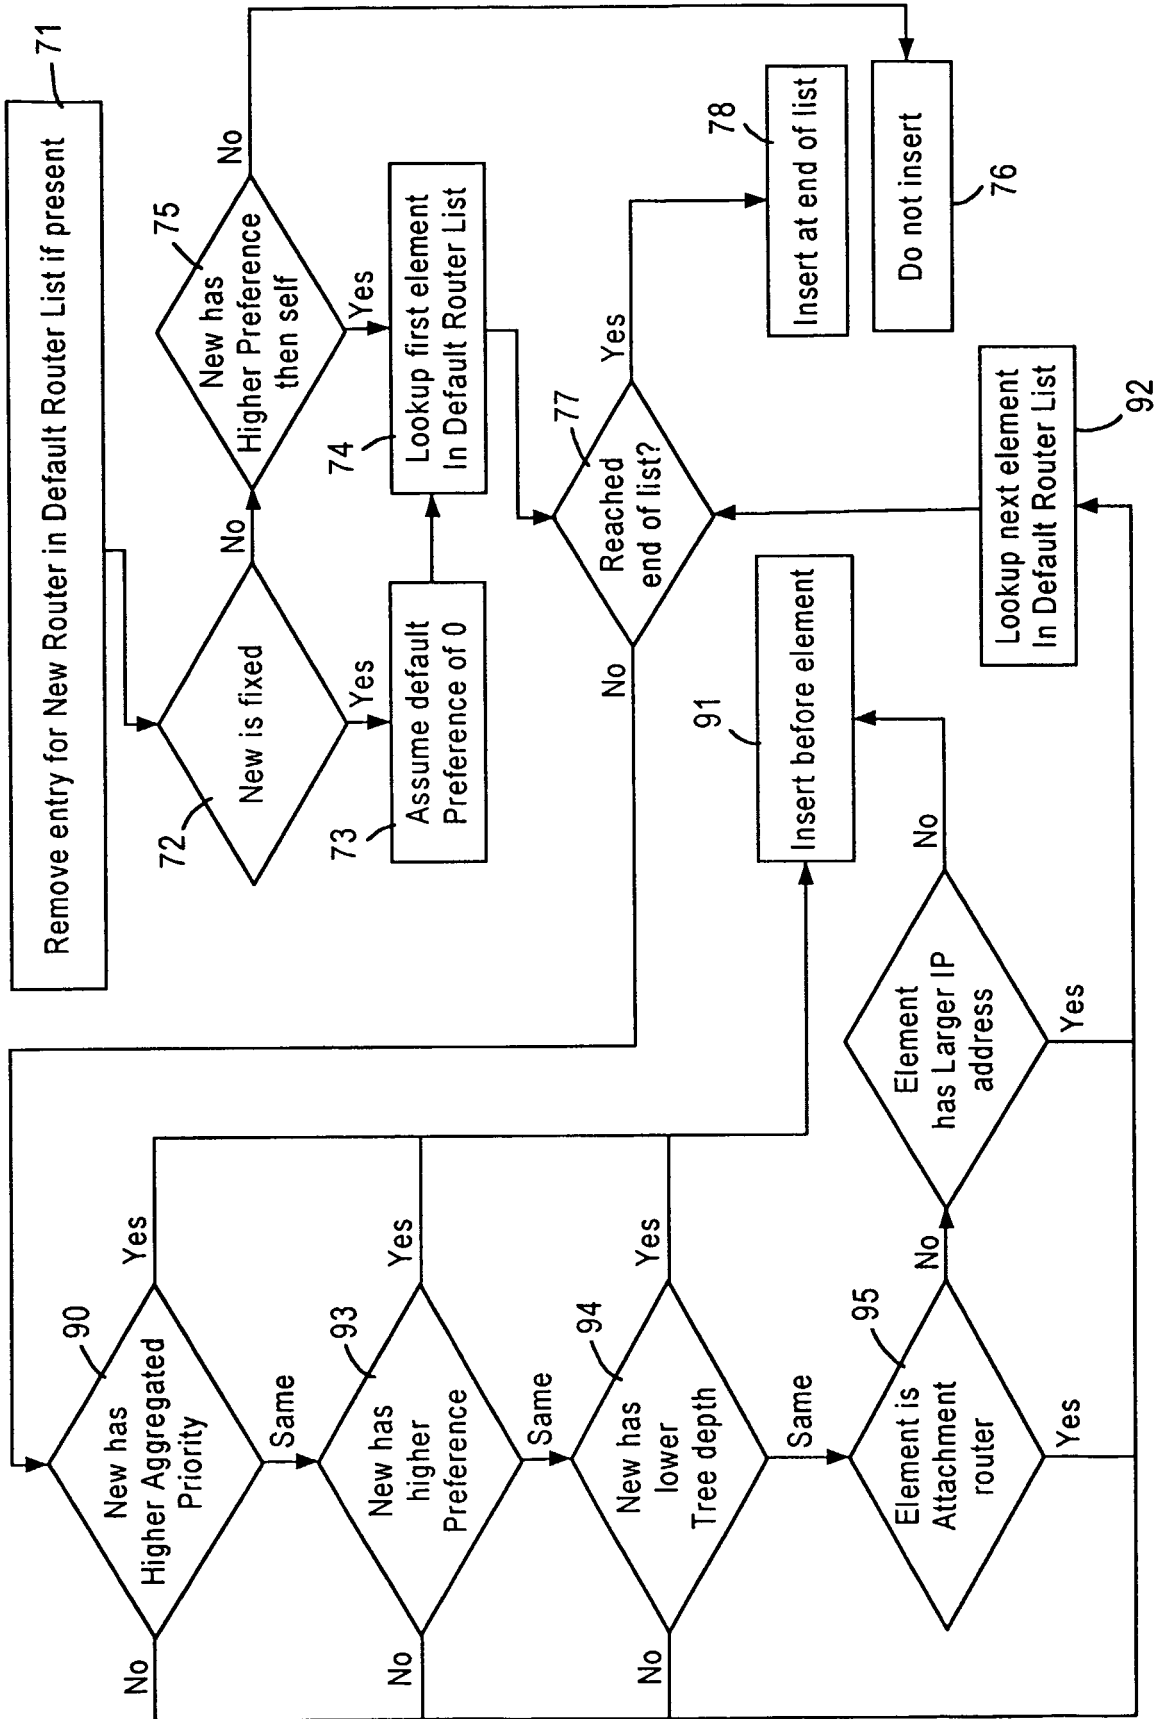 71
Remove entry for New Router in Default Router List if present
72
New is fixed
No
Yes
75
New has
Higher Preference
then self
No
Yes
73
Assume default
Preference of 0
74
Lookup first element
In Default Router List
77
Reached
end of list?
No
Yes
78
Insert at end of list
Do not insert
76
90
New has
Higher Aggregated
Priority
No
Yes
Same
93
New has
higher
Preference
No
Yes
Same
94
New has
lower
Tree depth
No
Yes
Same
95
Element is
Attachment
router
No
Yes
Element
has Larger IP
address
No
Yes
91
Insert before element
Lookup next element
In Default Router List
92